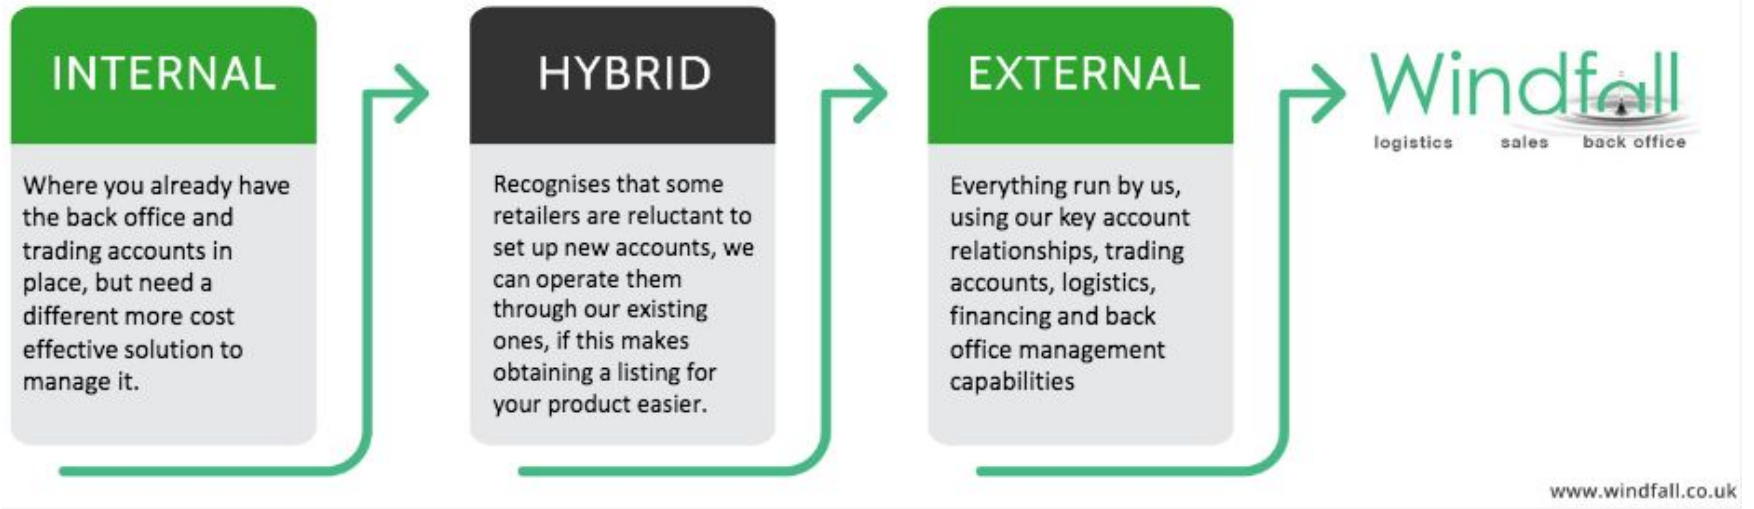 INTERNAL
Where you already have
the back office and
trading accounts in
place, but need a
different more cost
effective solution to
manage it.
HYBRID
Recognises that some
retailers are reluctant to
set up new accounts, we
can operate them
through our existing
ones, if this makes
obtaining a listing for
your product easier.
EXTERNAL
Everything run by us,
using our key account
relationships, trading
accounts, logistics,
financing and back
office management
capabilities
Windfall
logistics sales back office
www.windfall.co.uk